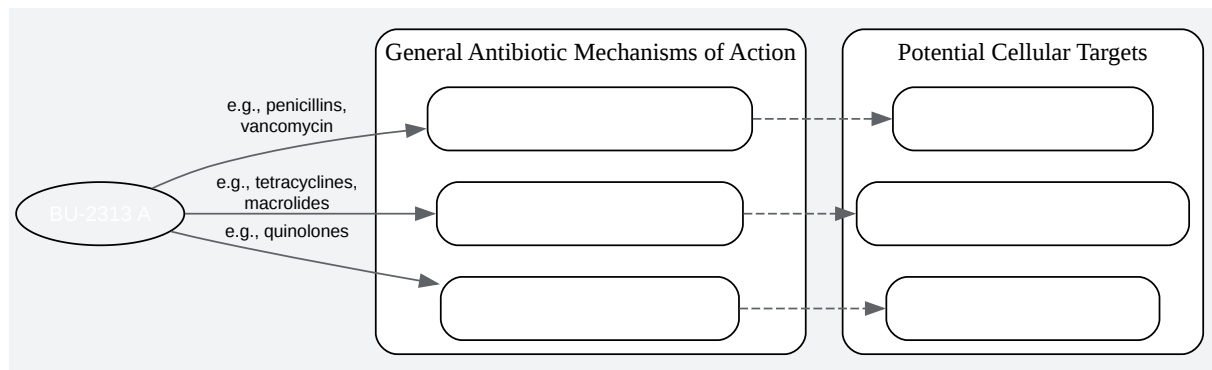 General Antibiotic Mechanisms of Action
Potential Cellular Targets
e.g., penicillins,
vancomycin
e.g., tetracyclines,
macrolides
BU-2313 A
e.g., quinolones